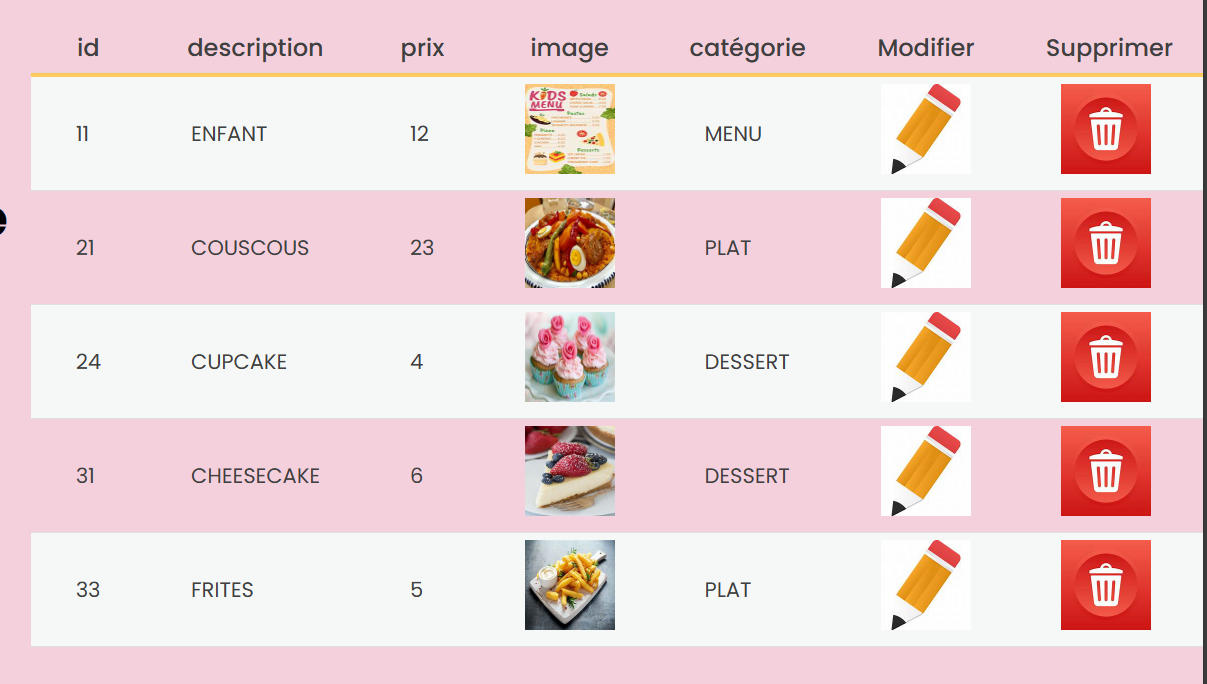 id description prix image catégorie Modifier Supprimer
11 ENFANT 12 MENU
KiDS
MENU
Salads
Pastas
Pizza
Desserts
21 COUSCOUS 23 PLAT
24 CUPCAKE 4 DESSERT
31 CHEESECAKE 6 DESSERT
33 FRITES 5 PLAT